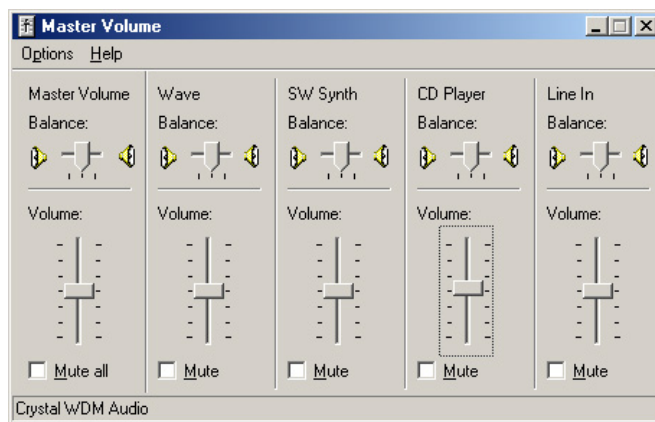 Master Volume
Options Help
Master Volume Wave SW Synth CD Player Line In
Balance: Balance: Balance: Balance: Balance:
Volume: Volume: Volume: Volume: Volume:
Mute all Mute Mute Mute Mute
Crystal WDM Audio